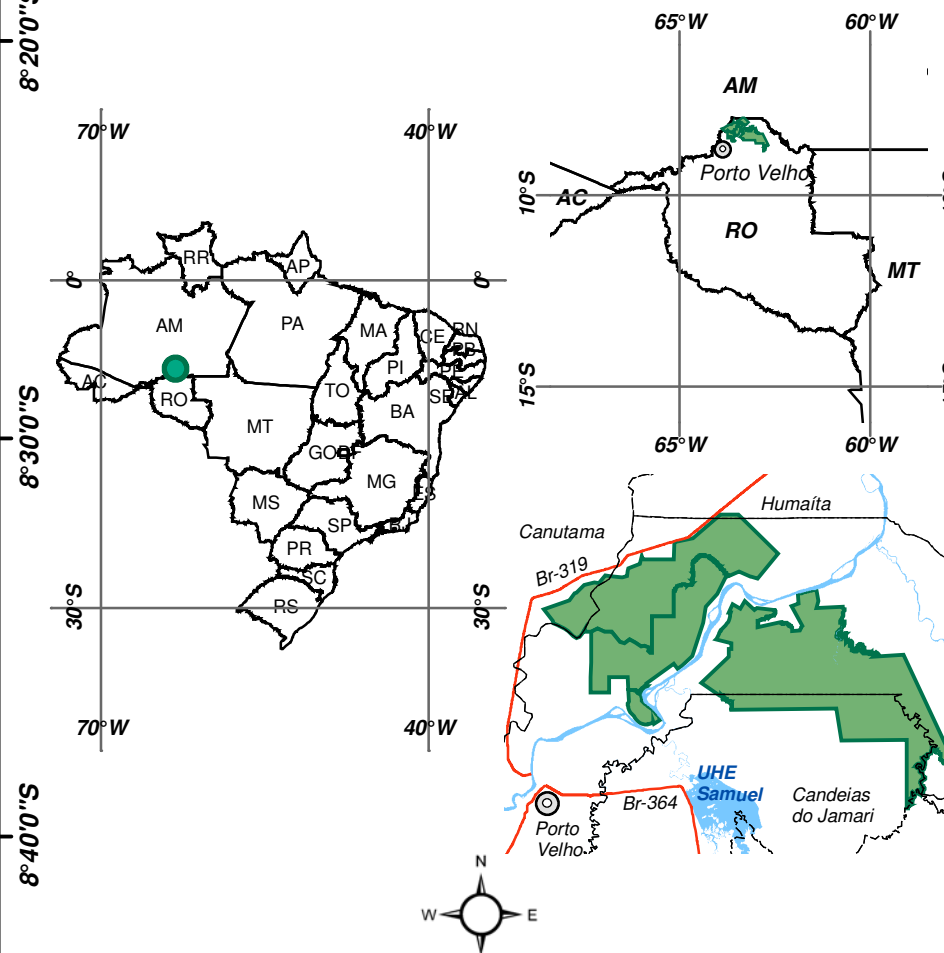 8°20'0"S
8°30'0"S
8°40'0"S
70°W
40°W
RR
AP
0°
0°
AM
PA
MA
CE
RN
PB
PI
PE
AC
TO
AL
SE
RO
BA
MT
GO
DF
MG
MS
ES
SP
RJ
PR
SC
RS
30°S
30°S
70°W
40°W
65°W
60°W
AM
Porto Velho
10°S
AC
RO
MT
15°S
65°W
60°W
Humaíta
Canutama
Br-319
UHE
Samuel
Br-364
Candeias
do Jamari
Porto
Velho
N
W
E